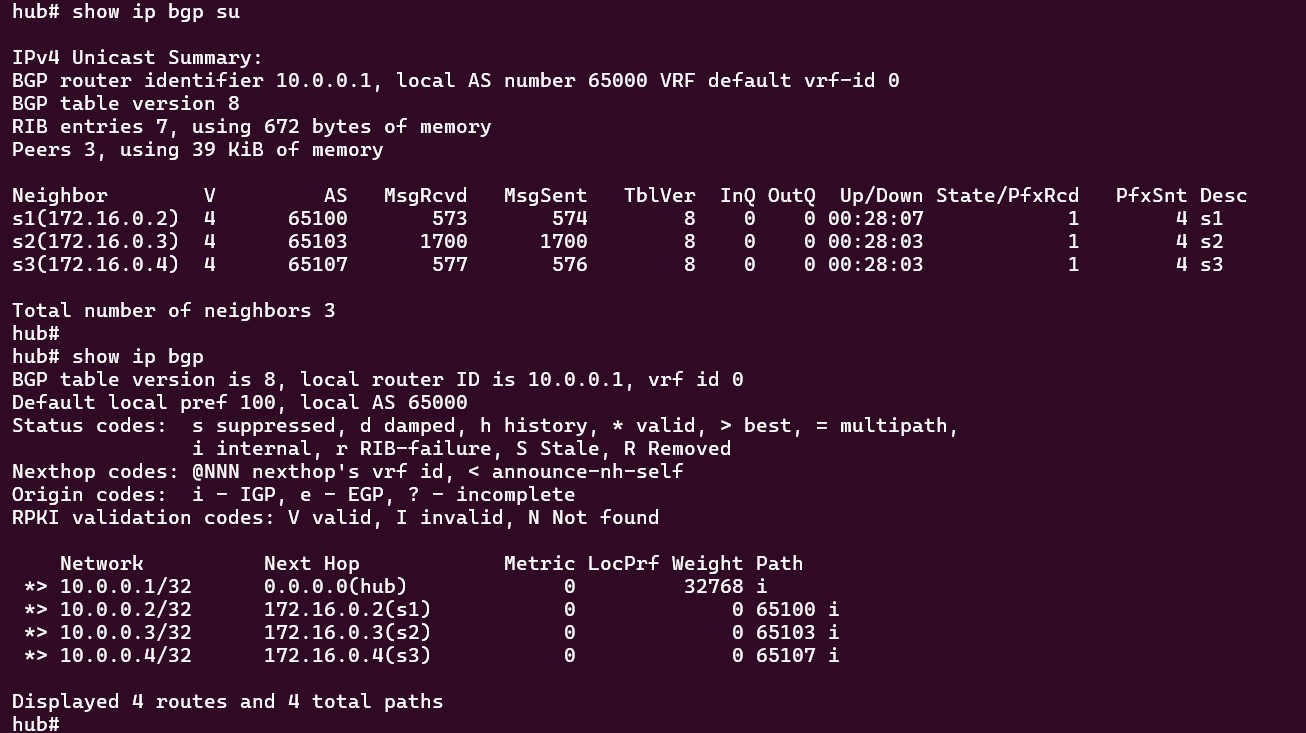 hub# show ip bgp su

IPv4 Unicast Summary:
BGP router identifier 10.0.0.1, local AS number 65000 VRF default vrf-id 0
BGP table version 8
RIB entries 7, using 672 bytes of memory
Peers 3, using 39 KiB of memory

Neighbor        V         AS   MsgRcvd   MsgSent   TblVer  InQ OutQ  Up/Down State/PfxRcd   PfxSnt Desc
s1(172.16.0.2)  4      65100       573       574        8    0    0 00:28:07            1        4 s1
s2(172.16.0.3)  4      65103      1700      1700        8    0    0 00:28:03            1        4 s2
s3(172.16.0.4)  4      65107       577       576        8    0    0 00:28:03            1        4 s3

Total number of neighbors 3
hub#
hub# show ip bgp
BGP table version is 8, local router ID is 10.0.0.1, vrf id 0
Default local pref 100, local AS 65000
Status codes:  s suppressed, d damped, h history, * valid, > best, = multipath,
               i internal, r RIB-failure, S Stale, R Removed
Nexthop codes: @NNN nexthop's vrf id, < announce-nh-self
Origin codes:  i - IGP, e - EGP, ? - incomplete
RPKI validation codes: V valid, I invalid, N Not found

    Network          Next Hop            Metric LocPrf Weight Path
 *> 10.0.0.1/32      0.0.0.0(hub)             0         32768 i
 *> 10.0.0.2/32      172.16.0.2(s1)           0             0 65100 i
 *> 10.0.0.3/32      172.16.0.3(s2)           0             0 65103 i
 *> 10.0.0.4/32      172.16.0.4(s3)           0             0 65107 i

Displayed 4 routes and 4 total paths
hub#